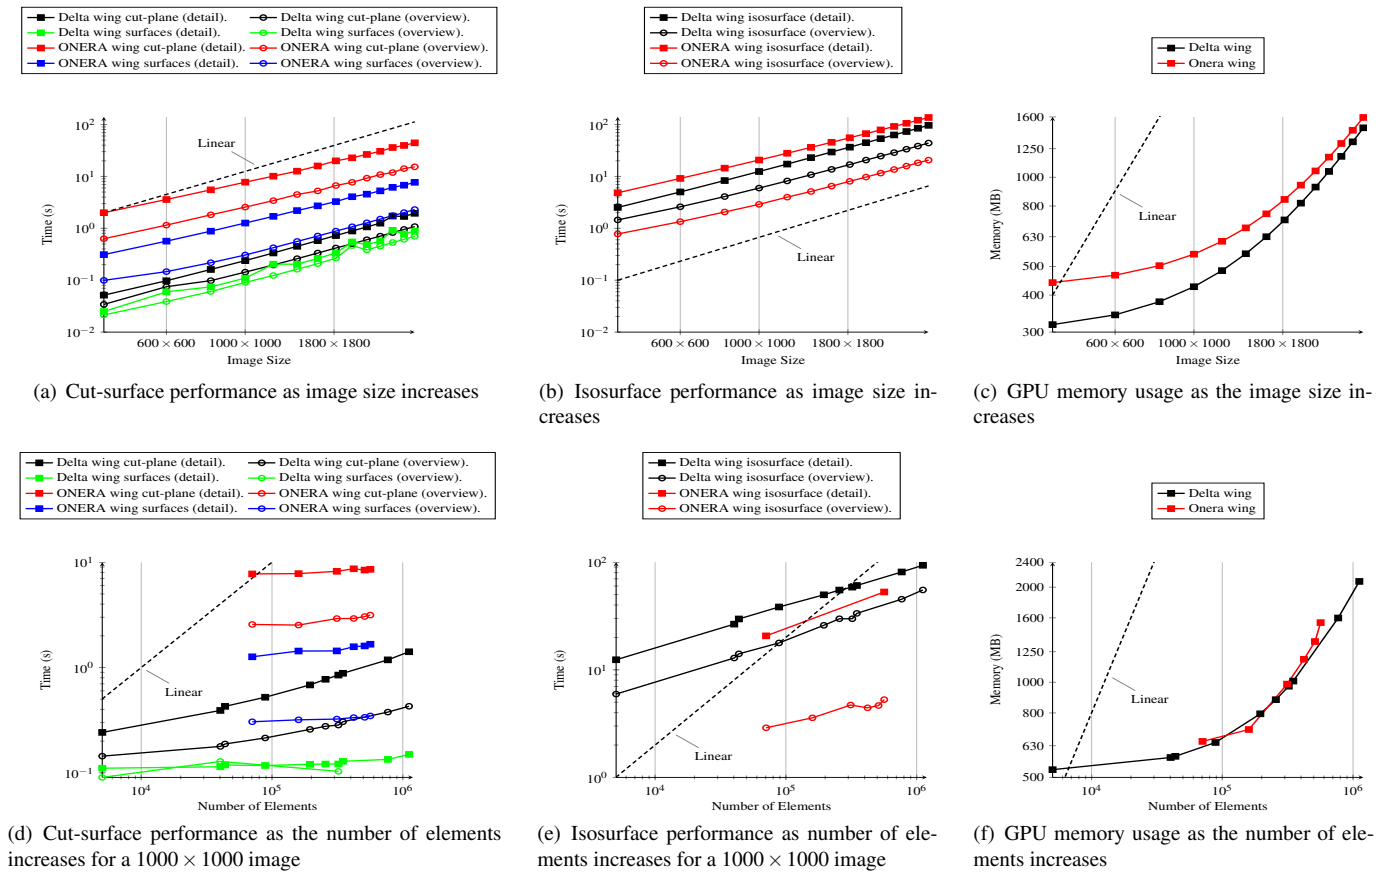 Delta wing cut-plane (detail).
Delta wing cut-plane (overview).
Delta wing surfaces (detail).
Delta wing surfaces (overview).
ONERA wing cut-plane (detail).
ONERA wing cut-plane (overview).
ONERA wing surfaces (detail).
ONERA wing surfaces (overview).
10²
10¹
10⁰
10⁻¹
10⁻²
Time (s)
Linear
600 × 600
1000 × 1000
1800 × 1800
Image Size
(a) Cut-surface performance as image size increases
Delta wing isosurface (detail).
Delta wing isosurface (overview).
ONERA wing isosurface (detail).
ONERA wing isosurface (overview).
10²
10¹
10⁰
10⁻¹
10⁻²
Time (s)
Linear
600 × 600
1000 × 1000
1800 × 1800
Image Size
(b) Isosurface performance as image size in-
creases
Delta wing
Onera wing
1600
1250
1000
800
630
500
400
300
Memory (MB)
Linear
600 × 600
1000 × 1000
1800 × 1800
Image Size
(c) GPU memory usage as the image size in-
creases
Delta wing cut-plane (detail).
Delta wing cut-plane (overview).
Delta wing surfaces (detail).
Delta wing surfaces (overview).
ONERA wing cut-plane (detail).
ONERA wing cut-plane (overview).
ONERA wing surfaces (detail).
ONERA wing surfaces (overview).
10¹
10⁰
10⁻¹
Time (s)
Linear
10⁴
10⁵
10⁶
Number of Elements
(d) Cut-surface performance as the number of elements
increases for a 1000 × 1000 image
Delta wing isosurface (detail).
Delta wing isosurface (overview).
ONERA wing isosurface (detail).
ONERA wing isosurface (overview).
10²
10¹
10⁰
Time (s)
Linear
10⁴
10⁵
10⁶
Number of Elements
(e) Isosurface performance as number of ele-
ments increases for a 1000 × 1000 image
Delta wing
Onera wing
2400
2000
1600
1250
1000
800
630
500
Memory (MB)
Linear
10⁴
10⁵
10⁶
Number of Elements
(f) GPU memory usage as the number of ele-
ments increases